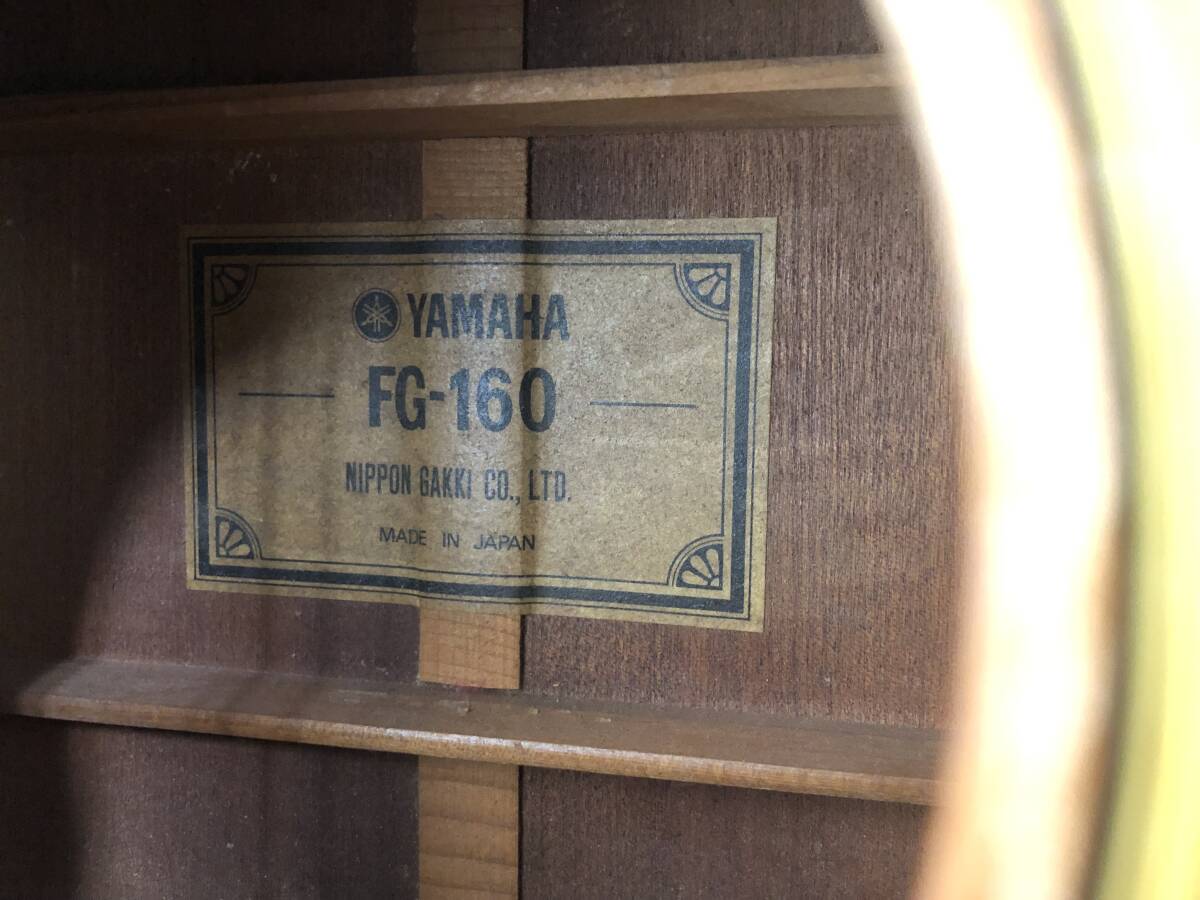 YAMAHA
FG-160
NIPPON GAKKI CO., LTD.
MADE IN JAPAN